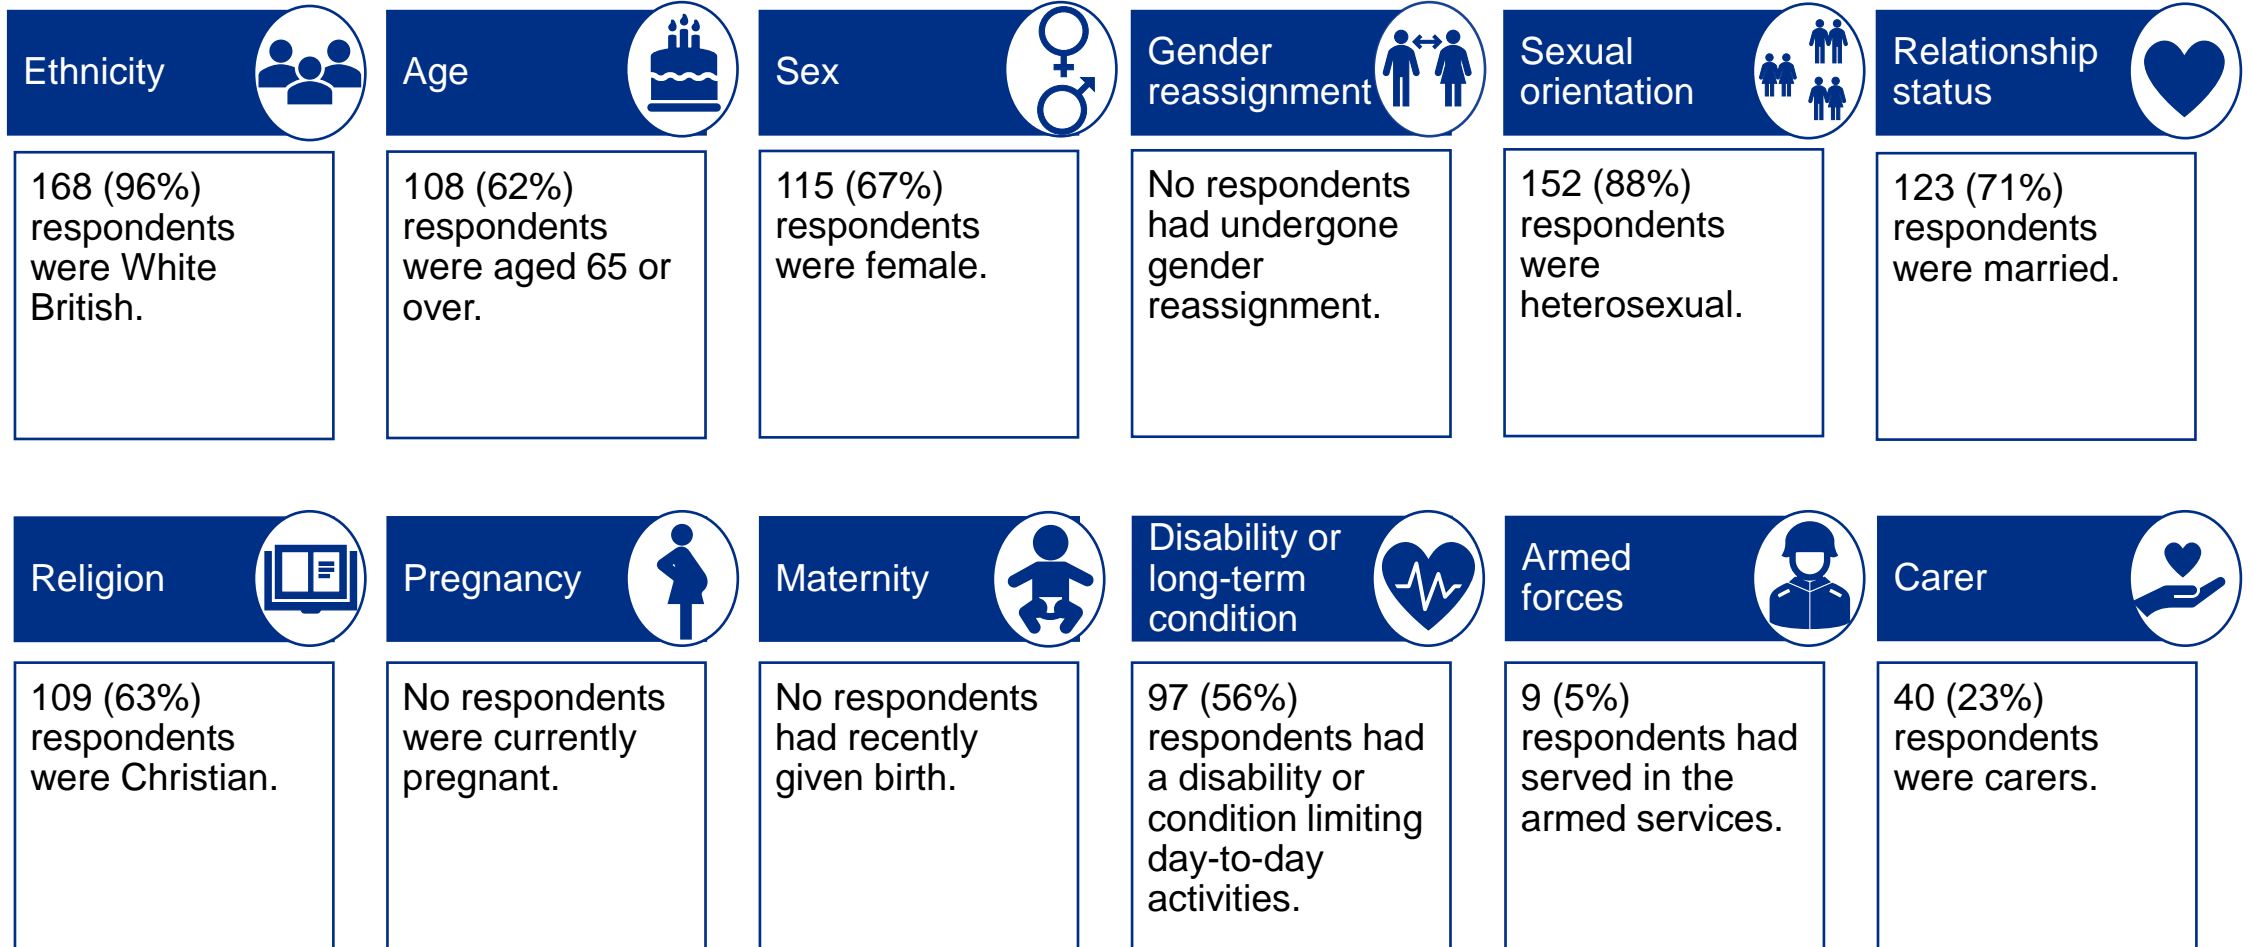 Ethnicity
168 (96%)
respondents
were White
British.
Age
108 (62%)
respondents
were aged 65 or
over.
Sex
115 (67%)
respondents
were female.
Gender
reassignment
No respondents
had undergone
gender
reassignment.
Sexual
orientation
152 (88%)
respondents
were
heterosexual.
Relationship
status
123 (71%)
respondents
were married.
Religion
109 (63%)
respondents
were Christian.
Pregnancy
No respondents
were currently
pregnant.
Maternity
No respondents
had recently
given birth.
Disability or
long-term
condition
97 (56%)
respondents had
a disability or
condition limiting
day-to-day
activities.
Armed
forces
9 (5%)
respondents had
served in the
armed services.
Carer
40 (23%)
respondents
were carers.